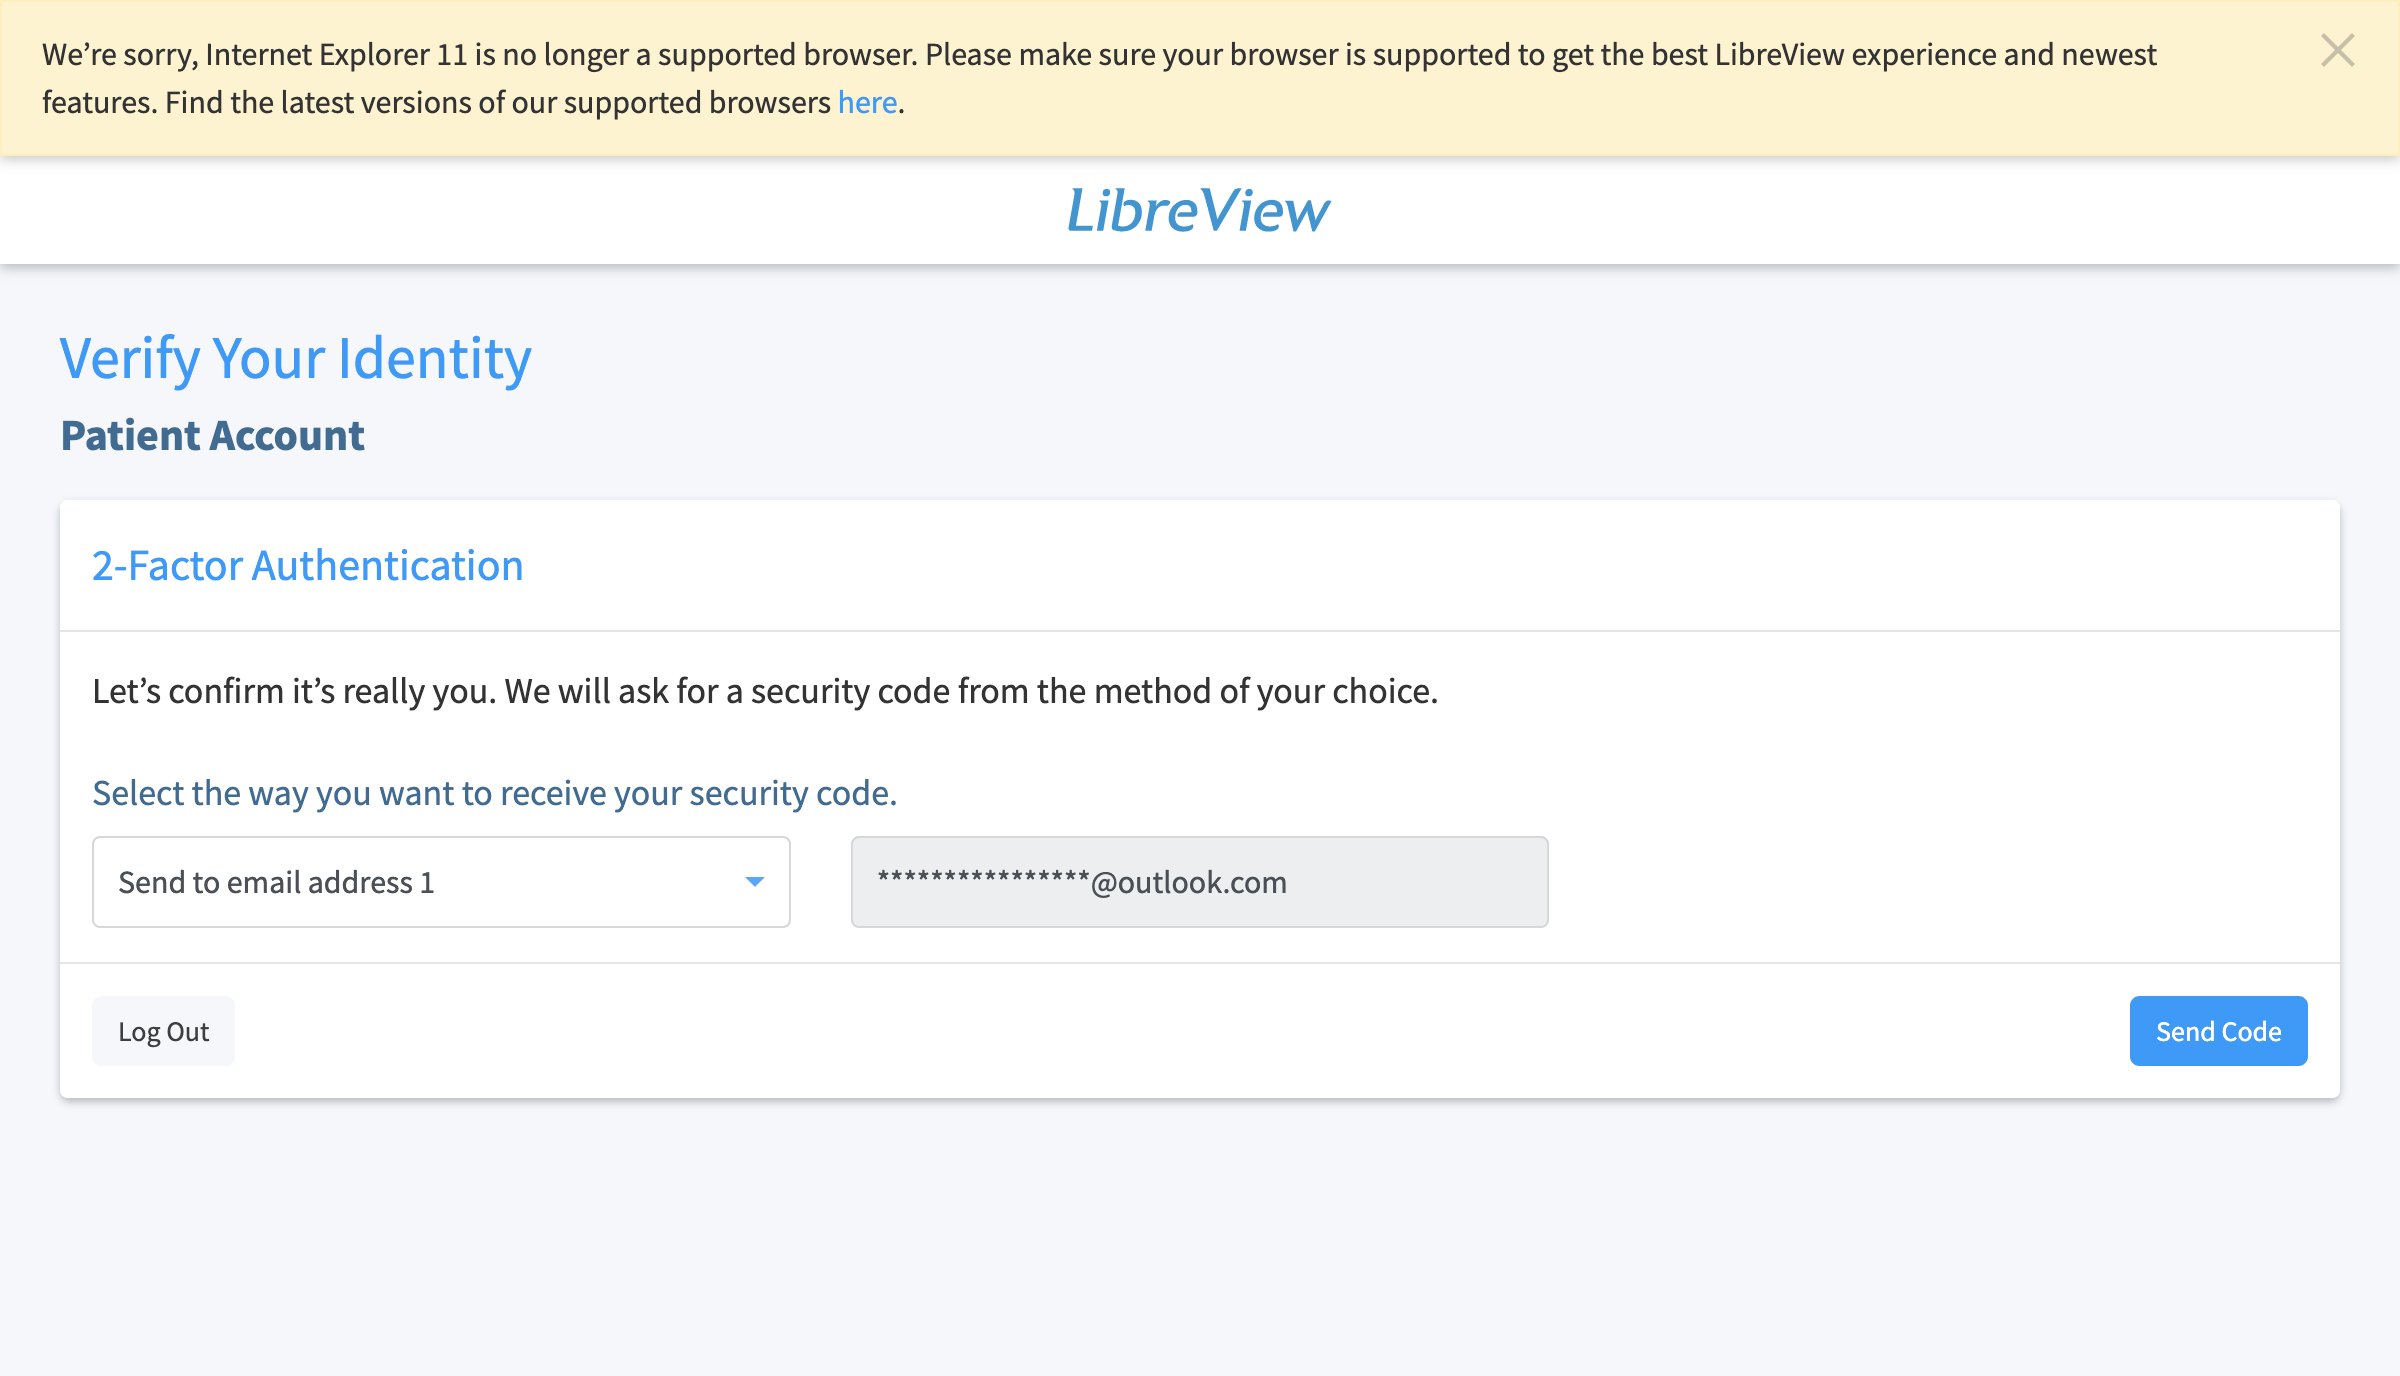 We’re sorry, Internet Explorer 11 is no longer a supported browser. Please make sure your browser is supported to get the best LibreView experience and newest
features. Find the latest versions of our supported browsers here.
LibreView
Verify Your Identity
Patient Account
2-Factor Authentication
Let’s confirm it’s really you. We will ask for a security code from the method of your choice.
Select the way you want to receive your security code.
Send to email address 1
****************@outlook.com
Log Out
Send Code